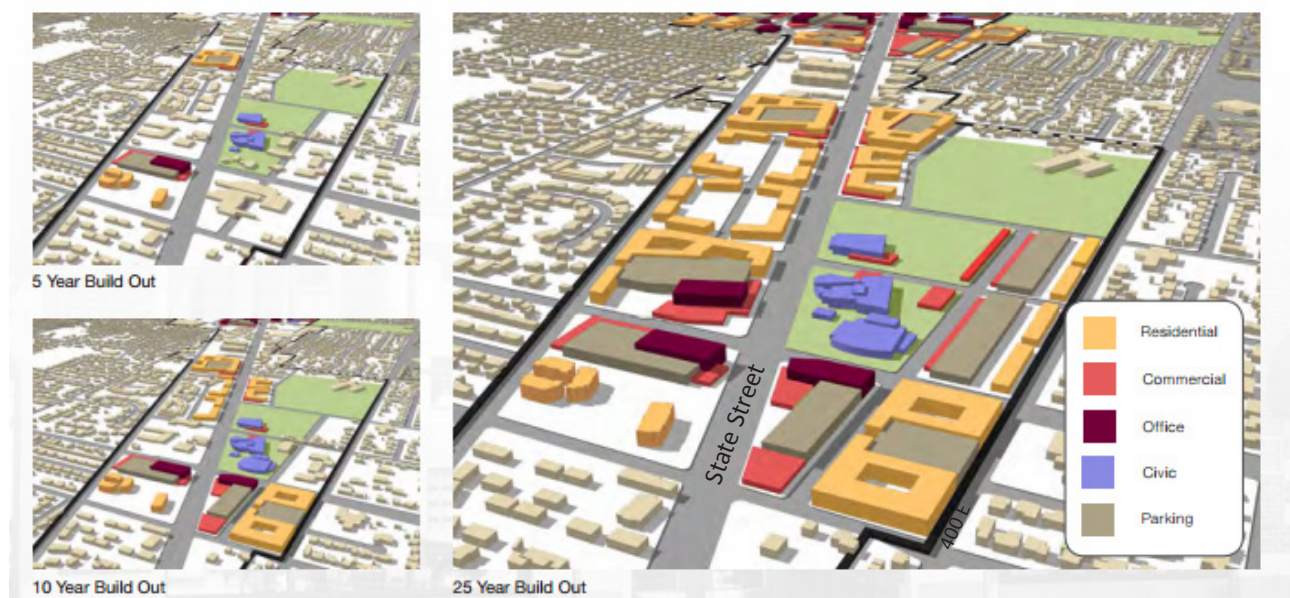 5 Year Build Out
10 Year Build Out
State Street
400 E
25 Year Build Out
Residential
Commercial
Office
Civic
Parking